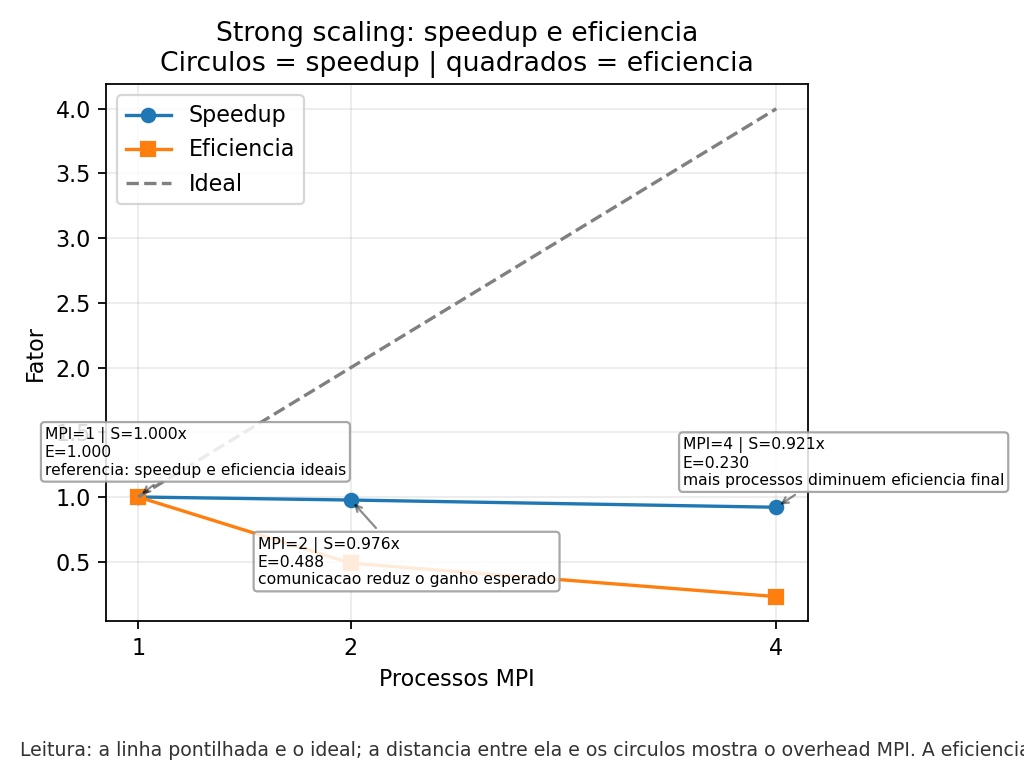 Strong scaling: speedup e eficiencia
Circulos = speedup | quadrados = eficiencia
Speedup
Eficiencia
Ideal
Fator
4.0
3.5
3.0
2.5
2.0
1.5
1.0
0.5
MPI=1 | S=1.000x
E=1.000
referencia: speedup e eficiencia ideais
MPI=4 | S=0.921x
E=0.230
mais processos diminuem eficiencia final
MPI=2 | S=0.976x
E=0.488
comunicacao reduz o ganho esperado
1
2
4
Processos MPI
Leitura: a linha pontilhada e o ideal; a distancia entre ela e os circulos mostra o overhead MPI. A eficiencia